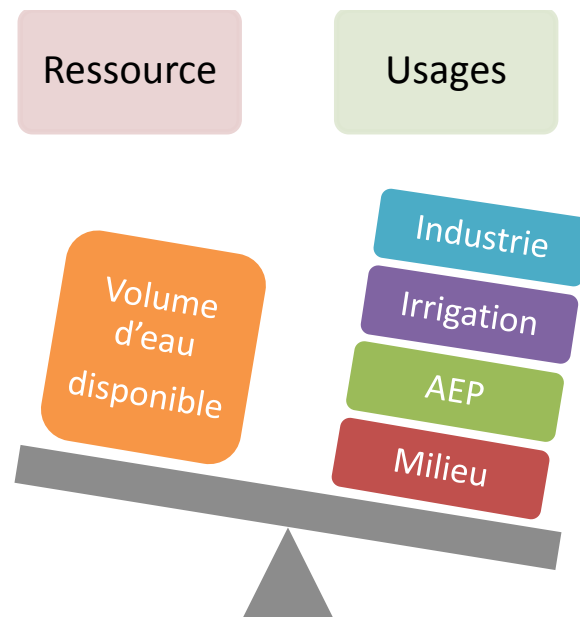 Ressource
Usages
Volume
d'eau
disponible
Industrie
Irrigation
AEP
Milieu